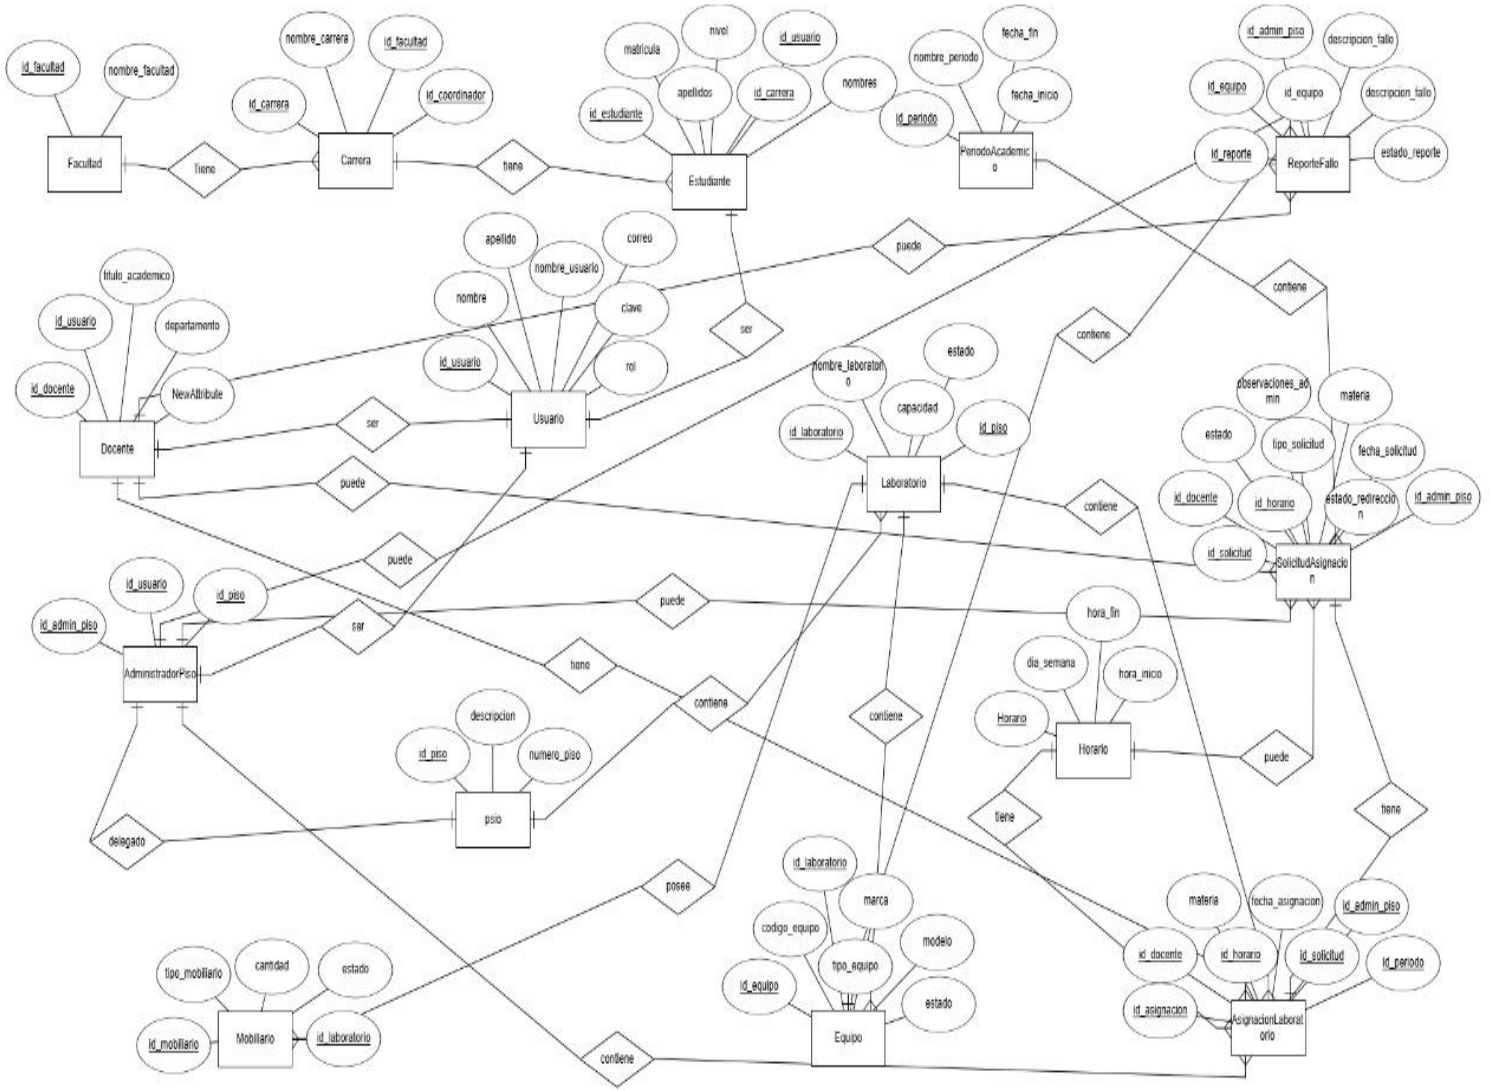 id_facultad
nombre_facultad
Facultad
Tiene
nombre_carrera
id_facultad
id_carrera
id_coordinador
Carrera
tiene
matricula
nivel
id_usuario
apellidos
id_carrera
nombres
id_estudiante
Estudiante
nombre_periodo
fecha_fin
fecha_inicio
id_periodo
PeriodoAcademic
o
id_admin_piso
descripcion_fallo
id_equipo
id_equipo
descripcion_fallo
id_reporte
estado_reporte
ReporteFallo
puede
contiene
contiene
ser
titulo_academico
id_usuario
departamento
id_docente
NewAttribute
Docente
ser
apellido
correo
nombre_usuario
nombre
clave
id_usuario
rol
Usuario
puede
puede
ser
puede
nombre_laboratori
o
estado
capacidad
id_laboratorio
id_piso
Laboratorio
contiene
observaciones_ad
min
materia
estado
tipo_solicitud
fecha_solicitud
id_docente
id_horario
estado_redireccio
n
id_admin_piso
id_solicitud
SolicitudAsignacio
n
id_usuario
id_piso
id_admin_piso
AdministradorPiso
tiene
contiene
contiene
hora_fin
dia_semana
hora_inicio
Horario
Horario
puede
tiene
tiene
descripcion
id_piso
numero_piso
psio
delegado
posee
id_laboratorio
marca
codigo_equipo
modelo
tipo_equipo
id_equipo
estado
Equipo
tipo_mobiliario
cantidad
estado
id_mobiliario
id_laboratorio
Mobiliario
contiene
materia
fecha_asignacion
id_admin_piso
id_docente
id_horario
id_solicitud
id_periodo
id_asignacion
AsignacionLaborat
orio